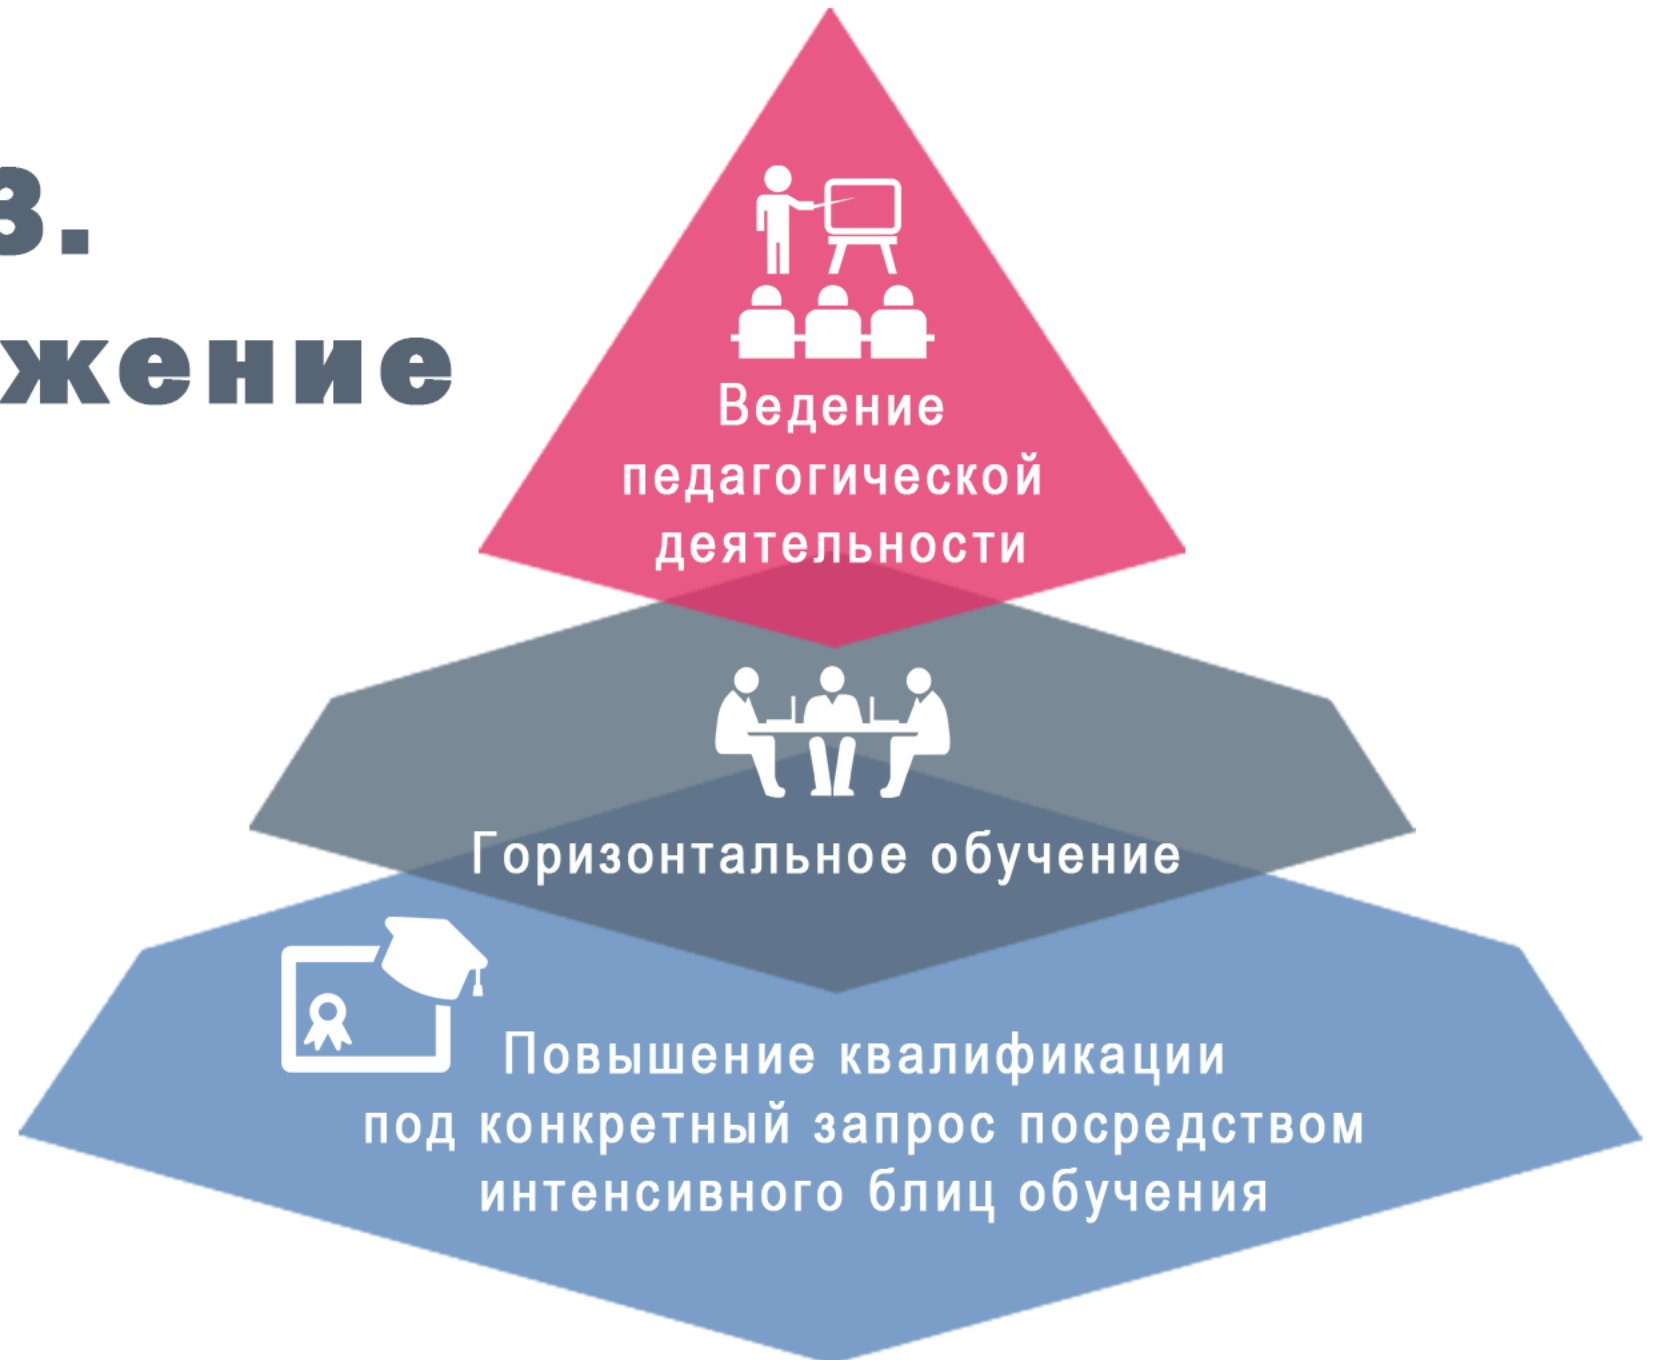 3.
жение
Ведение
педагогической
деятельности
Горизонтальное обучение
Повышение квалификации
под конкретный запрос посредством
интенсивного блиц обучения